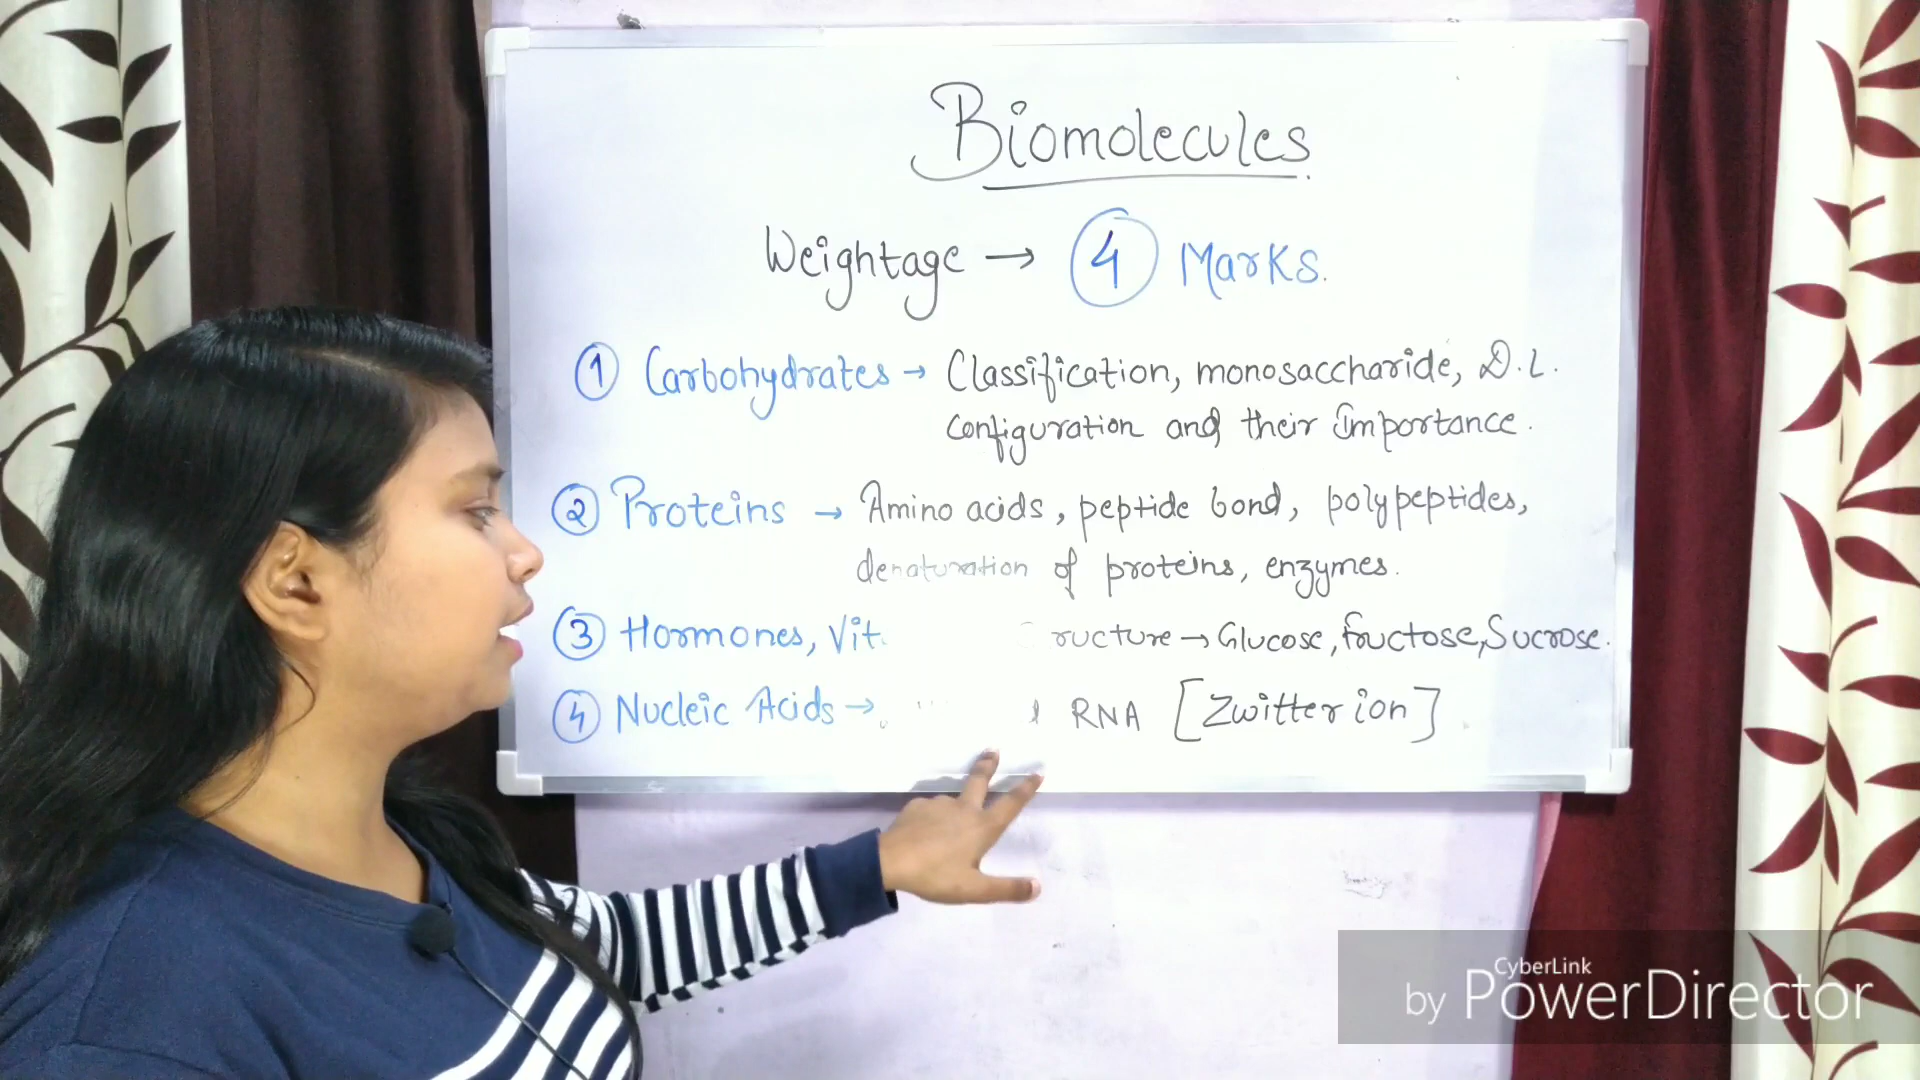 Biomolecules
Weightage → 4 Marks.
1 Carbohydrates → Classification, monosaccharide, D.L.
configuration and their Importance.
2 Proteins → Amino acids, peptide bond, polypeptides,
denaturation of proteins, enzymes.
3 Hormones, Vit ructure → Glucose, fructose, Sucrose.
4 Nucleic Acids → RNA [Zwitter ion]
by CyberLink PowerDirector